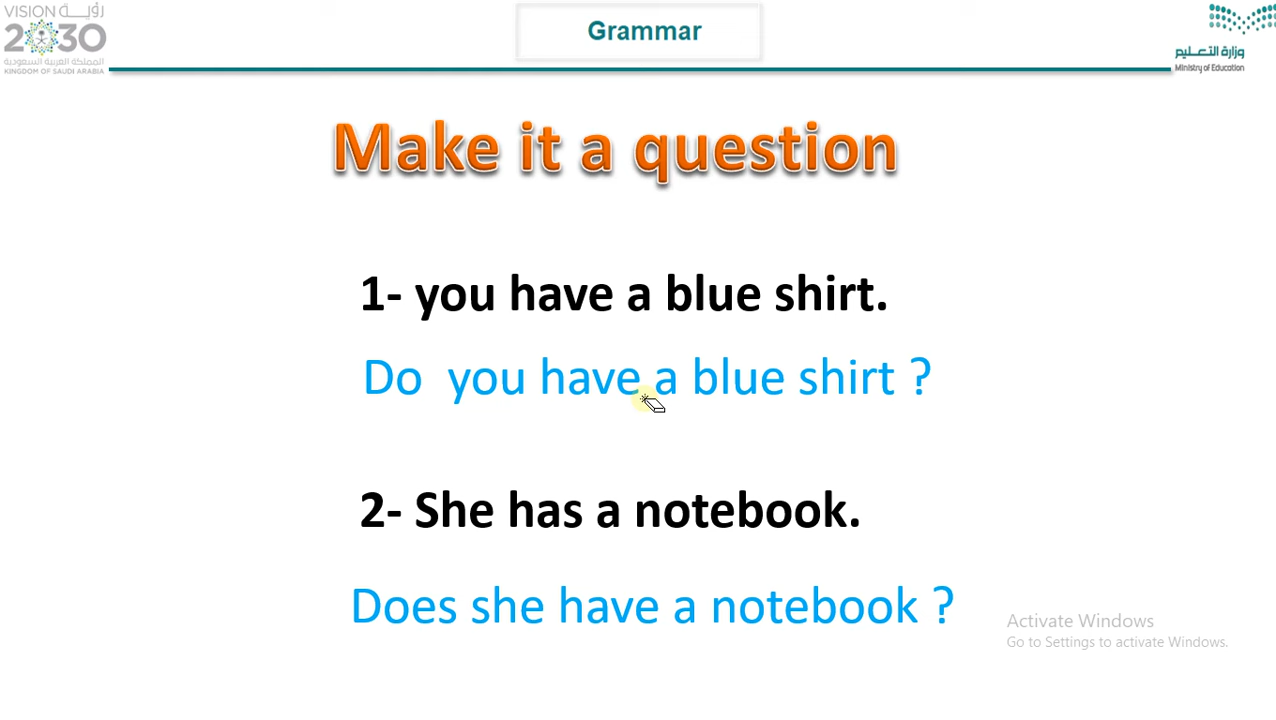 VISION رؤيـــة
2030
المملكة العربية السعودية
KINGDOM OF SAUDI ARABIA
Grammar
وزارة التعليم
Ministry of Education
Make it a question
1- you have a blue shirt.
Do you have a blue shirt ?
2- She has a notebook.
Does she have a notebook ?
Activate Windows
Go to Settings to activate Windows.